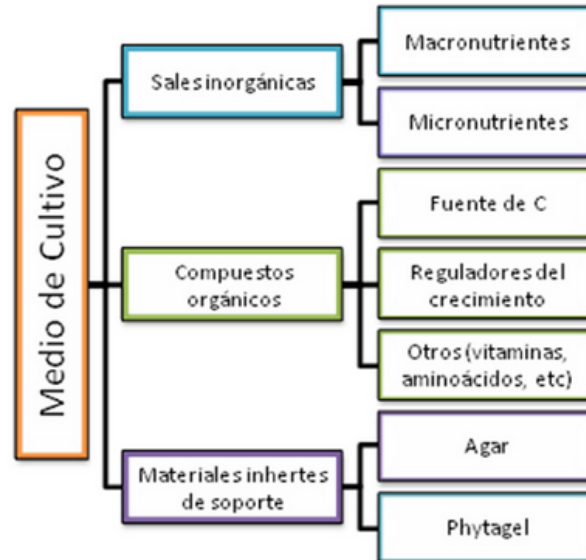 Medio de Cultivo
Sales inorgánicas
Macronutrientes
Micronutrientes
Compuestos
orgánicos
Fuente de C
Reguladores del
crecimiento
Otros (vitaminas,
aminoácidos, etc)
Materiales inhertes
de soporte
Agar
Phytagel